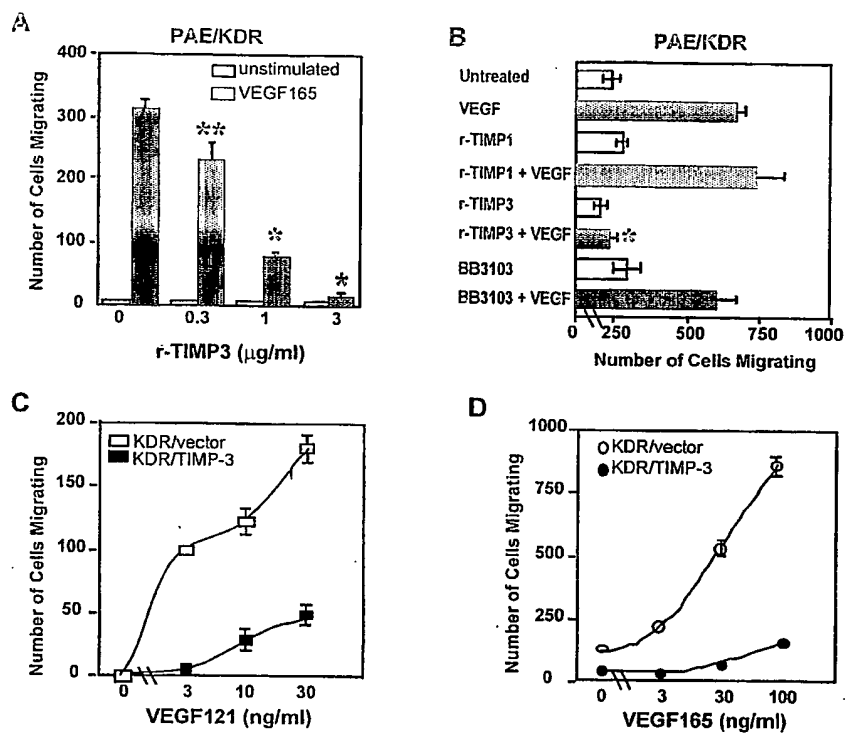 A
PAE/KDR
400
300
200
100
0
Number of Cells Migrating
unstimulated
VEGF165
**
*
*
0 0.3 1 3
r-TIMP3 (μg/ml)
B
PAE/KDR
Untreated
VEGF
r-TIMP1
r-TIMP1 + VEGF
r-TIMP3
r-TIMP3 + VEGF
*
BB3103
BB3103 + VEGF
0 250 500 750 1000
Number of Cells Migrating
C
200
150
100
50
0
Number of Cells Migrating
KDR/vector
KDR/TIMP-3
0 3 10 30
VEGF121 (ng/ml)
D
1000
750
500
250
0
Number of Cells Migrating
KDR/vector
KDR/TIMP-3
0 3 30 100
VEGF165 (ng/ml)